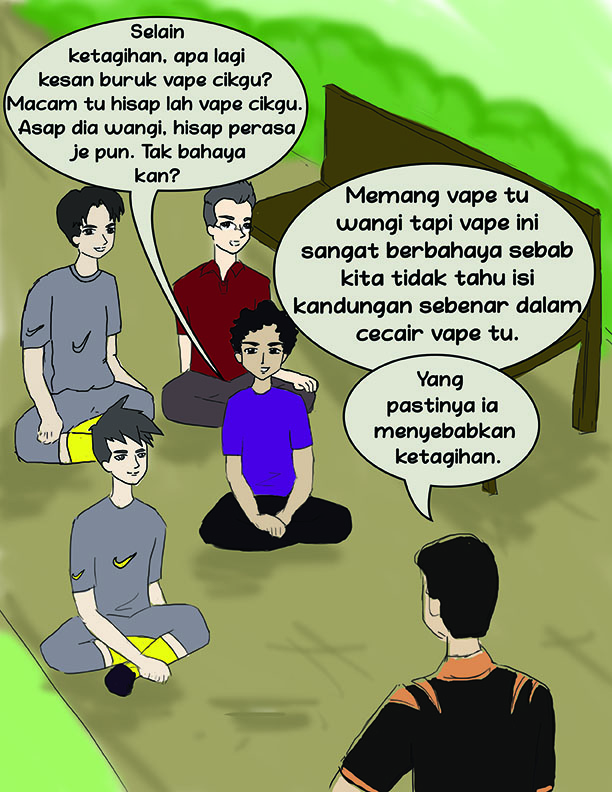 Selain
ketagihan, apa lagi
kesan buruk vape cikgu?
Macam tu hisap lah vape cikgu.
Asap dia wangi, hisap perasa
je pun. Tak bahaya
kan?
Memang vape tu
wangi tapi vape ini
sangat berbahaya sebab
kita tidak tahu isi
kandungan sebenar dalam
cecair vape tu.
Yang
pastinya ia
menyebabkan
ketagihan.